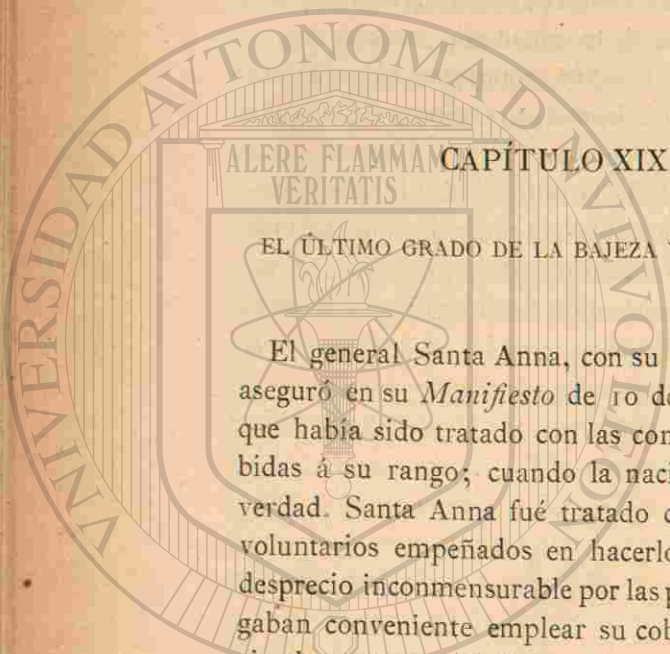 CAPÍTULO XIX
EL ÚLTIMO GRADO DE LA BAJEZA
El general Santa Anna, con su
aseguró en su Manifiesto de 10 de
que había sido tratado con las con
bidas á su rango; cuando la naci
verdad. Santa Anna fué tratado
voluntarios empeñados en hacerlo
desprecio inconmensurable por las p
gaban conveniente emplear su cob
ALERE FLAMMAM
VERITATIS